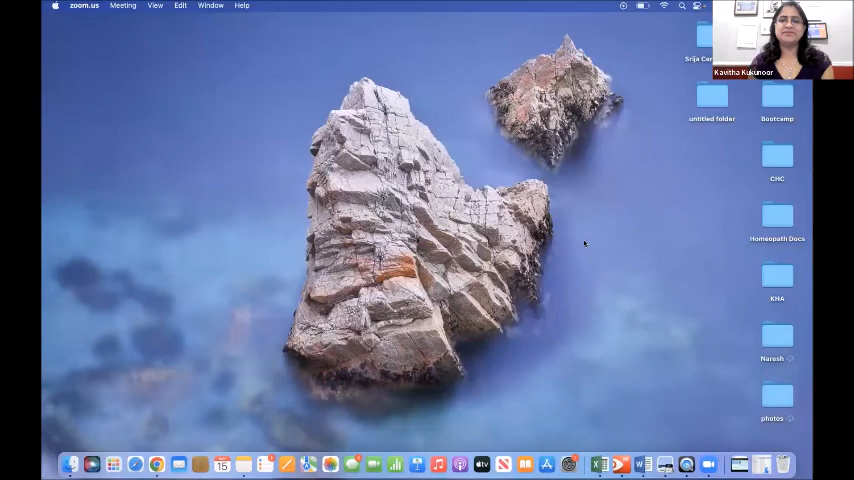 zoom.us Meeting View Edit Window Help
Kavitha Kukunoor
untitled folder
Bootcamp
CHC
Homeopath Docs
KHA
Naresh
photos
15
tv